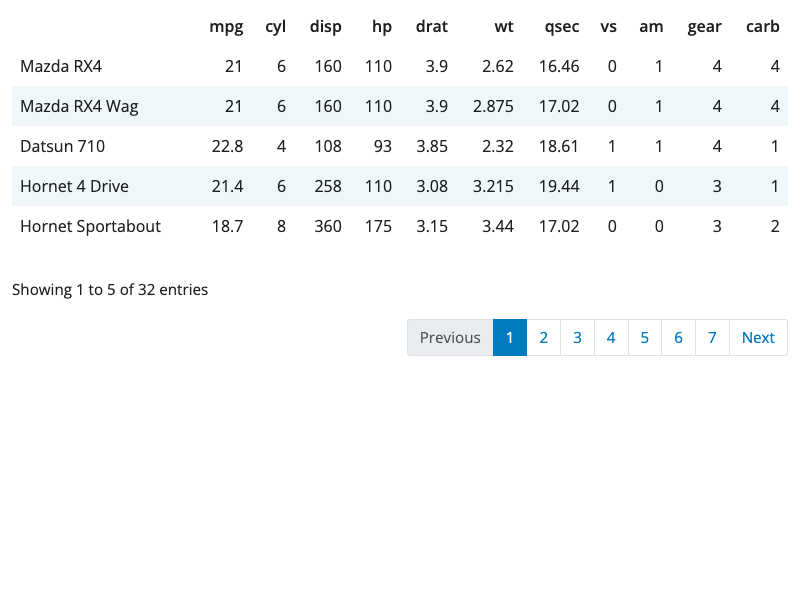 mpg cyl disp hp drat wt qsec vs am gear carb
Mazda RX4 21 6 160 110 3.9 2.62 16.46 0 1 4 4
Mazda RX4 Wag 21 6 160 110 3.9 2.875 17.02 0 1 4 4
Datsun 710 22.8 4 108 93 3.85 2.32 18.61 1 1 4 1
Hornet 4 Drive 21.4 6 258 110 3.08 3.215 19.44 1 0 3 1
Hornet Sportabout 18.7 8 360 175 3.15 3.44 17.02 0 0 3 2
Showing 1 to 5 of 32 entries
Previous 1 2 3 4 5 6 7 Next